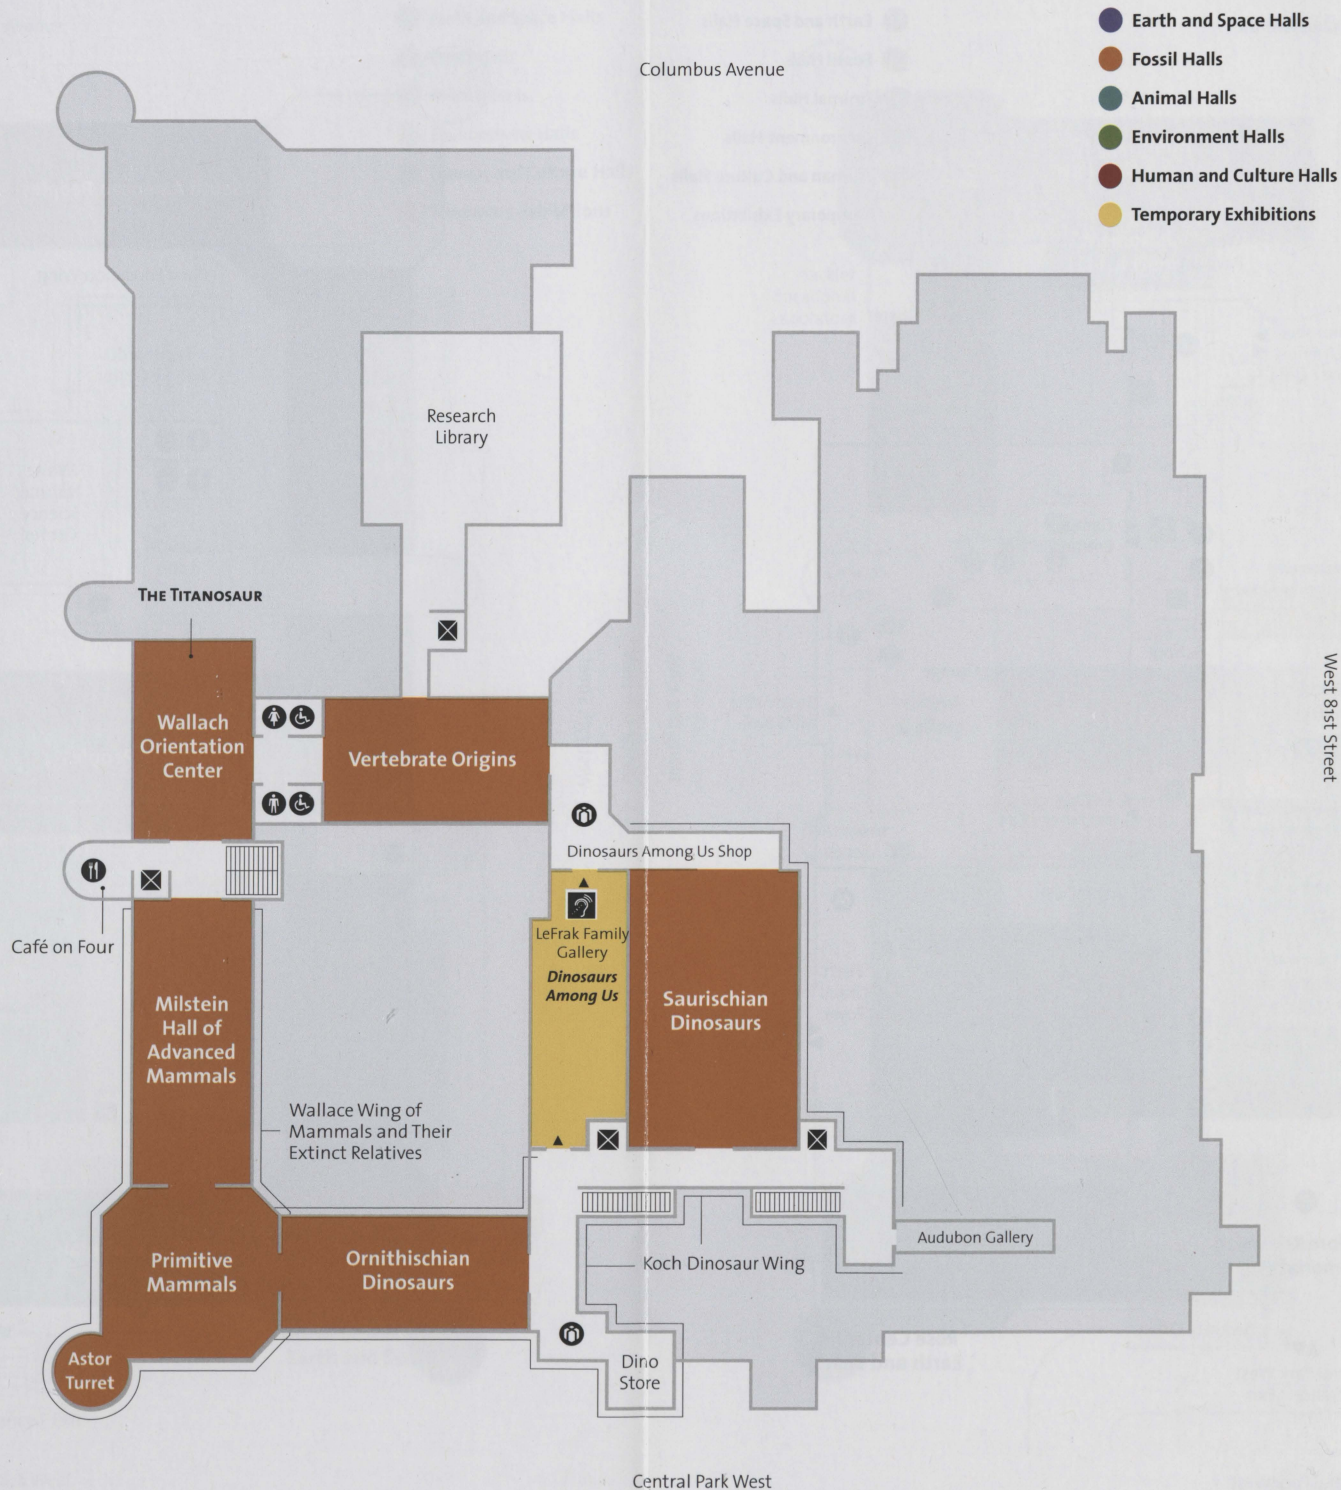 Earth and Space Halls
Fossil Halls
Animal Halls
Environment Halls
Human and Culture Halls
Temporary Exhibitions
Columbus Avenue
Research
Library
THE TITANOSAUR
West 81st Street
Wallach
Orientation
Center
Vertebrate Origins
Dinosaurs Among Us Shop
Café on Four
LeFrak Family
Gallery
Dinosaurs
Among Us
Saurischian
Dinosaurs
Milstein
Hall of
Advanced
Mammals
Wallace Wing of
Mammals and Their
Extinct Relatives
Audubon Gallery
Koch Dinosaur Wing
Primitive
Mammals
Ornithischian
Dinosaurs
Astor
Turret
Dino
Store
Central Park West